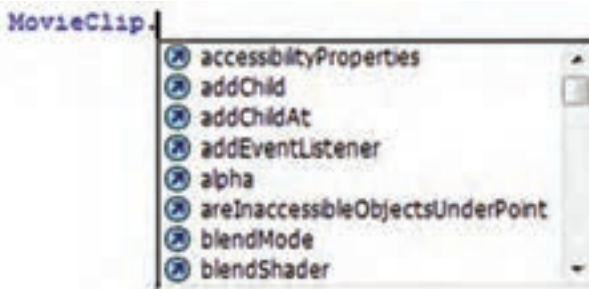 MovieClip.
accessibilityProperties
addChild
addChildAt
addEventListener
alpha
areInaccessibleObjectsUnderPoint
blendMode
blendShader